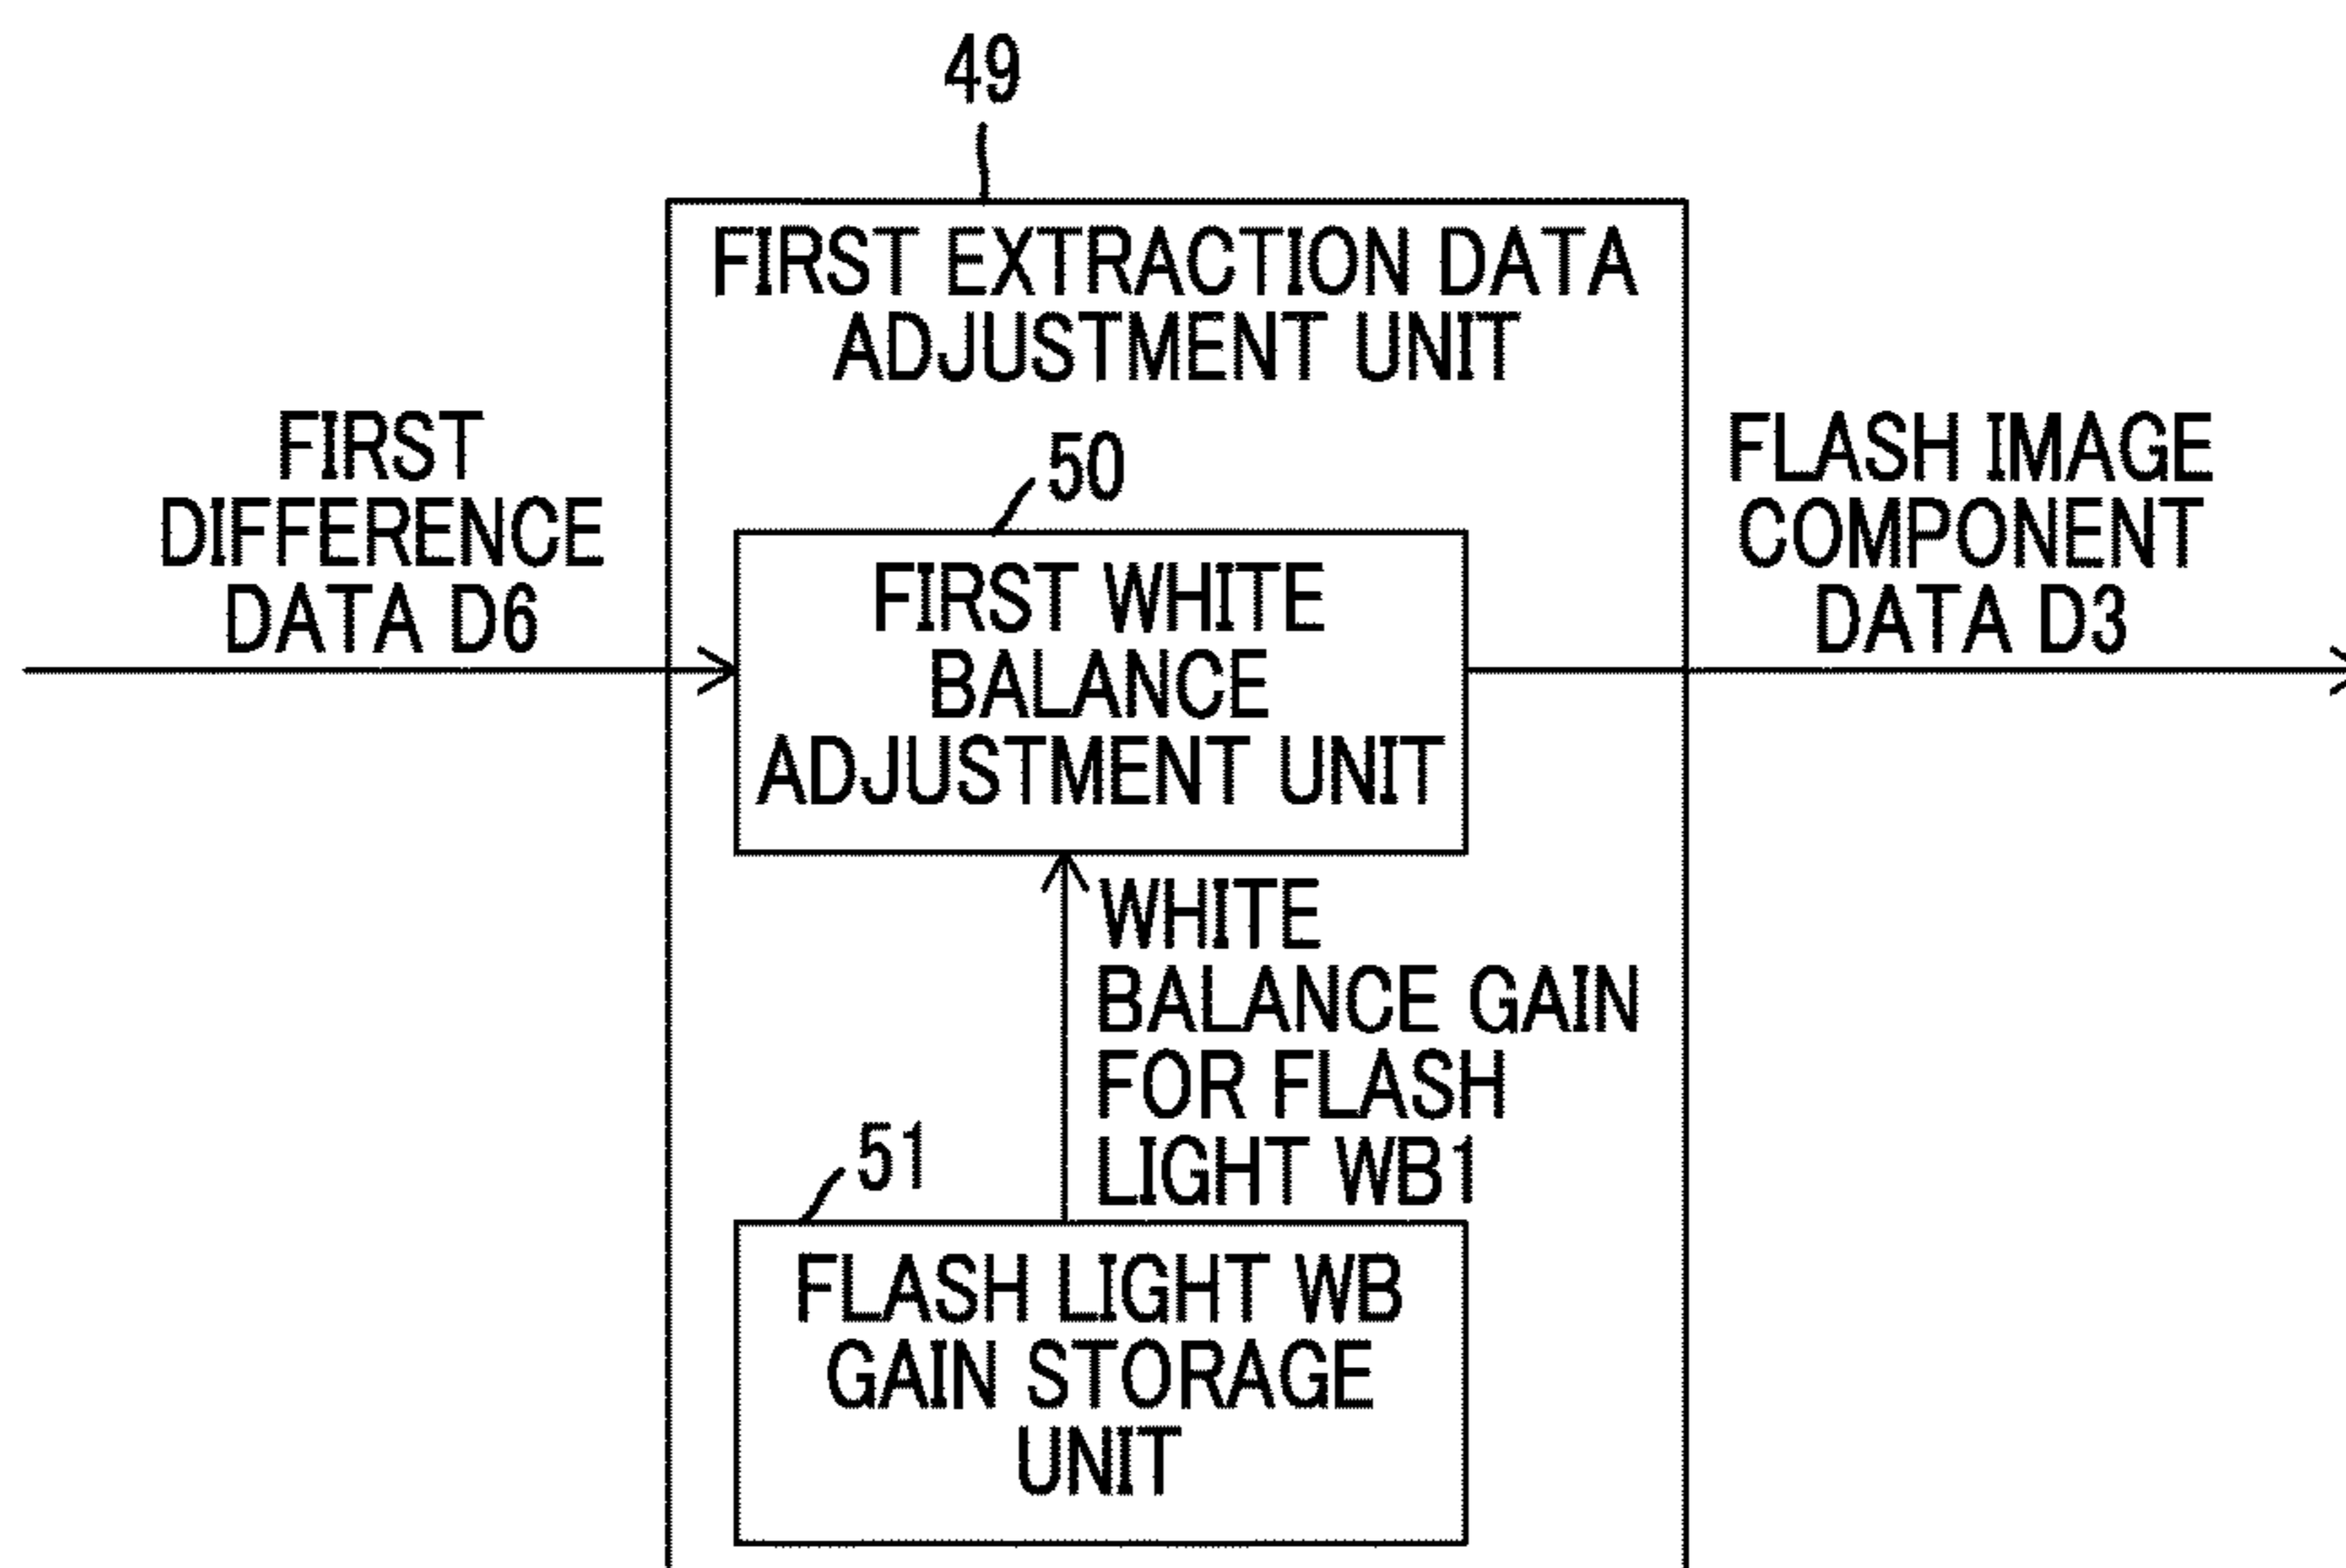 49
FIRST EXTRACTION DATA
ADJUSTMENT UNIT
FIRST
DIFFERENCE
DATA D6
50
FIRST WHITE
BALANCE
ADJUSTMENT UNIT
FLASH IMAGE
COMPONENT
DATA D3
WHITE
BALANCE GAIN
FOR FLASH
LIGHT WB1
51
FLASH LIGHT WB
GAIN STORAGE
UNIT